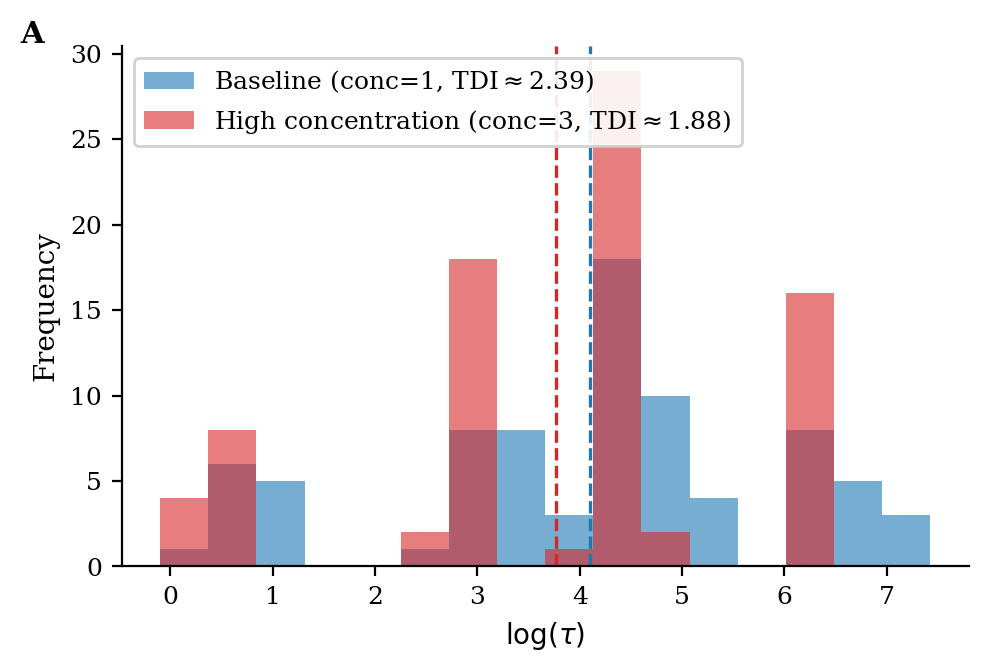 A
30
25
20
15
10
5
0
Frequency
Baseline (conc=1, TDI≈2.39)
High concentration (conc=3, TDI≈1.88)
0 1 2 3 4 5 6 7
log(τ)